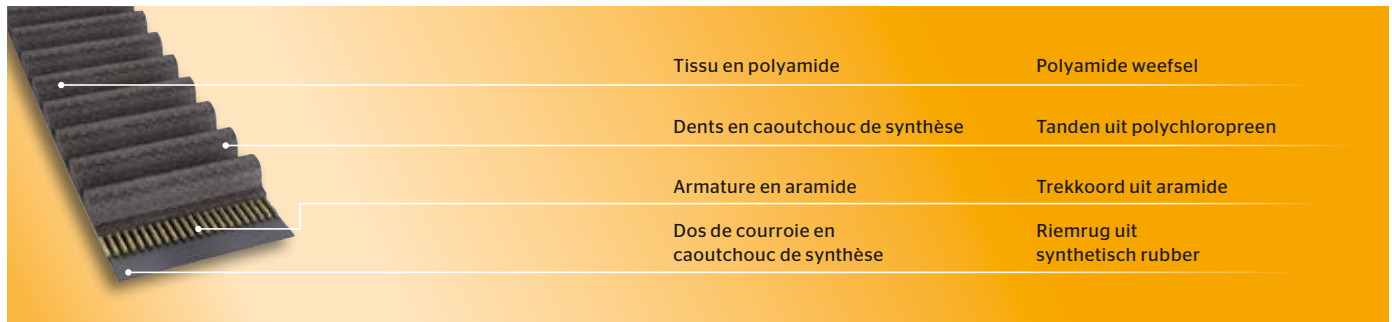 Tissu en polyamide
Polyamide weefsel
Dents en caoutchouc de synthèse
Tanden uit polychloropreen
Armature en aramide
Trekkoord uit aramide
Dos de courroie en
caoutchouc de synthèse
Riemrug uit
synthetisch rubber